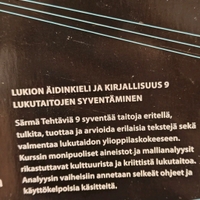 LUKION ÄIDINKIELI JA KIRJALLISUUS 9
LUKUTAITOJEN SYVENTÄMINEN
Särmä Tehtäviä 9 syventää taitoja eritellä,
tulkita, tuottaa ja arvioida erilaisia tekstejä sekä
valmentaa lukutaidon ylioppilaskokeeseen.
Kurssin monipuoliset aineistot ja mallianalyysit
rikastuttavat kulttuurista ja kriittistä lukutaitoa.
Analyysin vaiheisiin annetaan selkeät ohjeet ja
käyttökelpoisia käsitteitä.